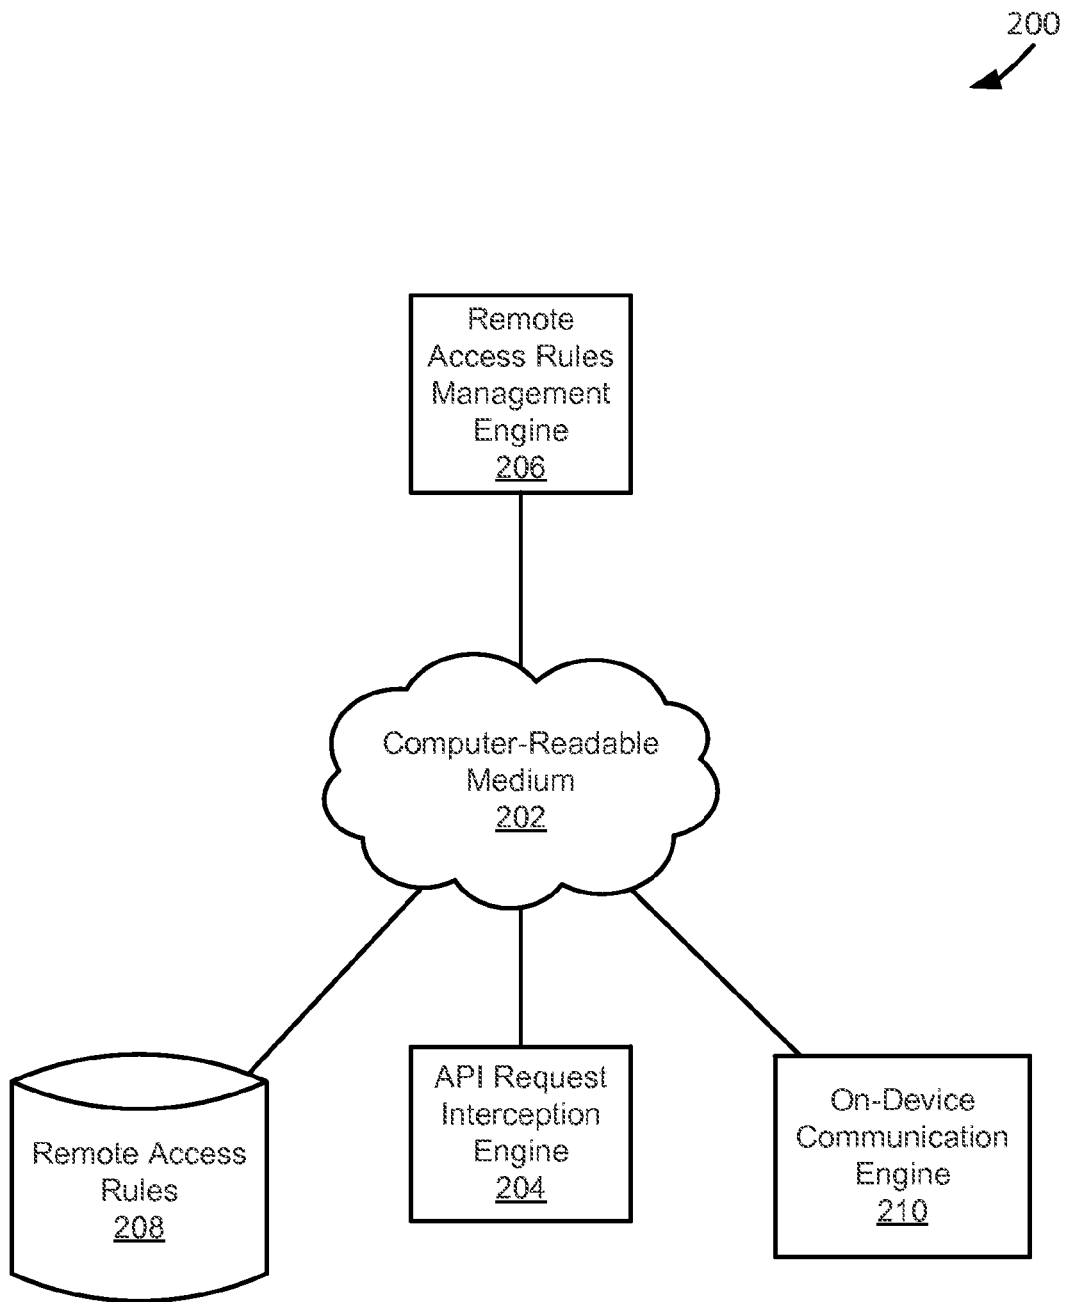 200
Remote
Access Rules
Management
Engine
206
Computer-Readable
Medium
202
Remote Access
Rules
208
API Request
Interception
Engine
204
On-Device
Communication
Engine
210